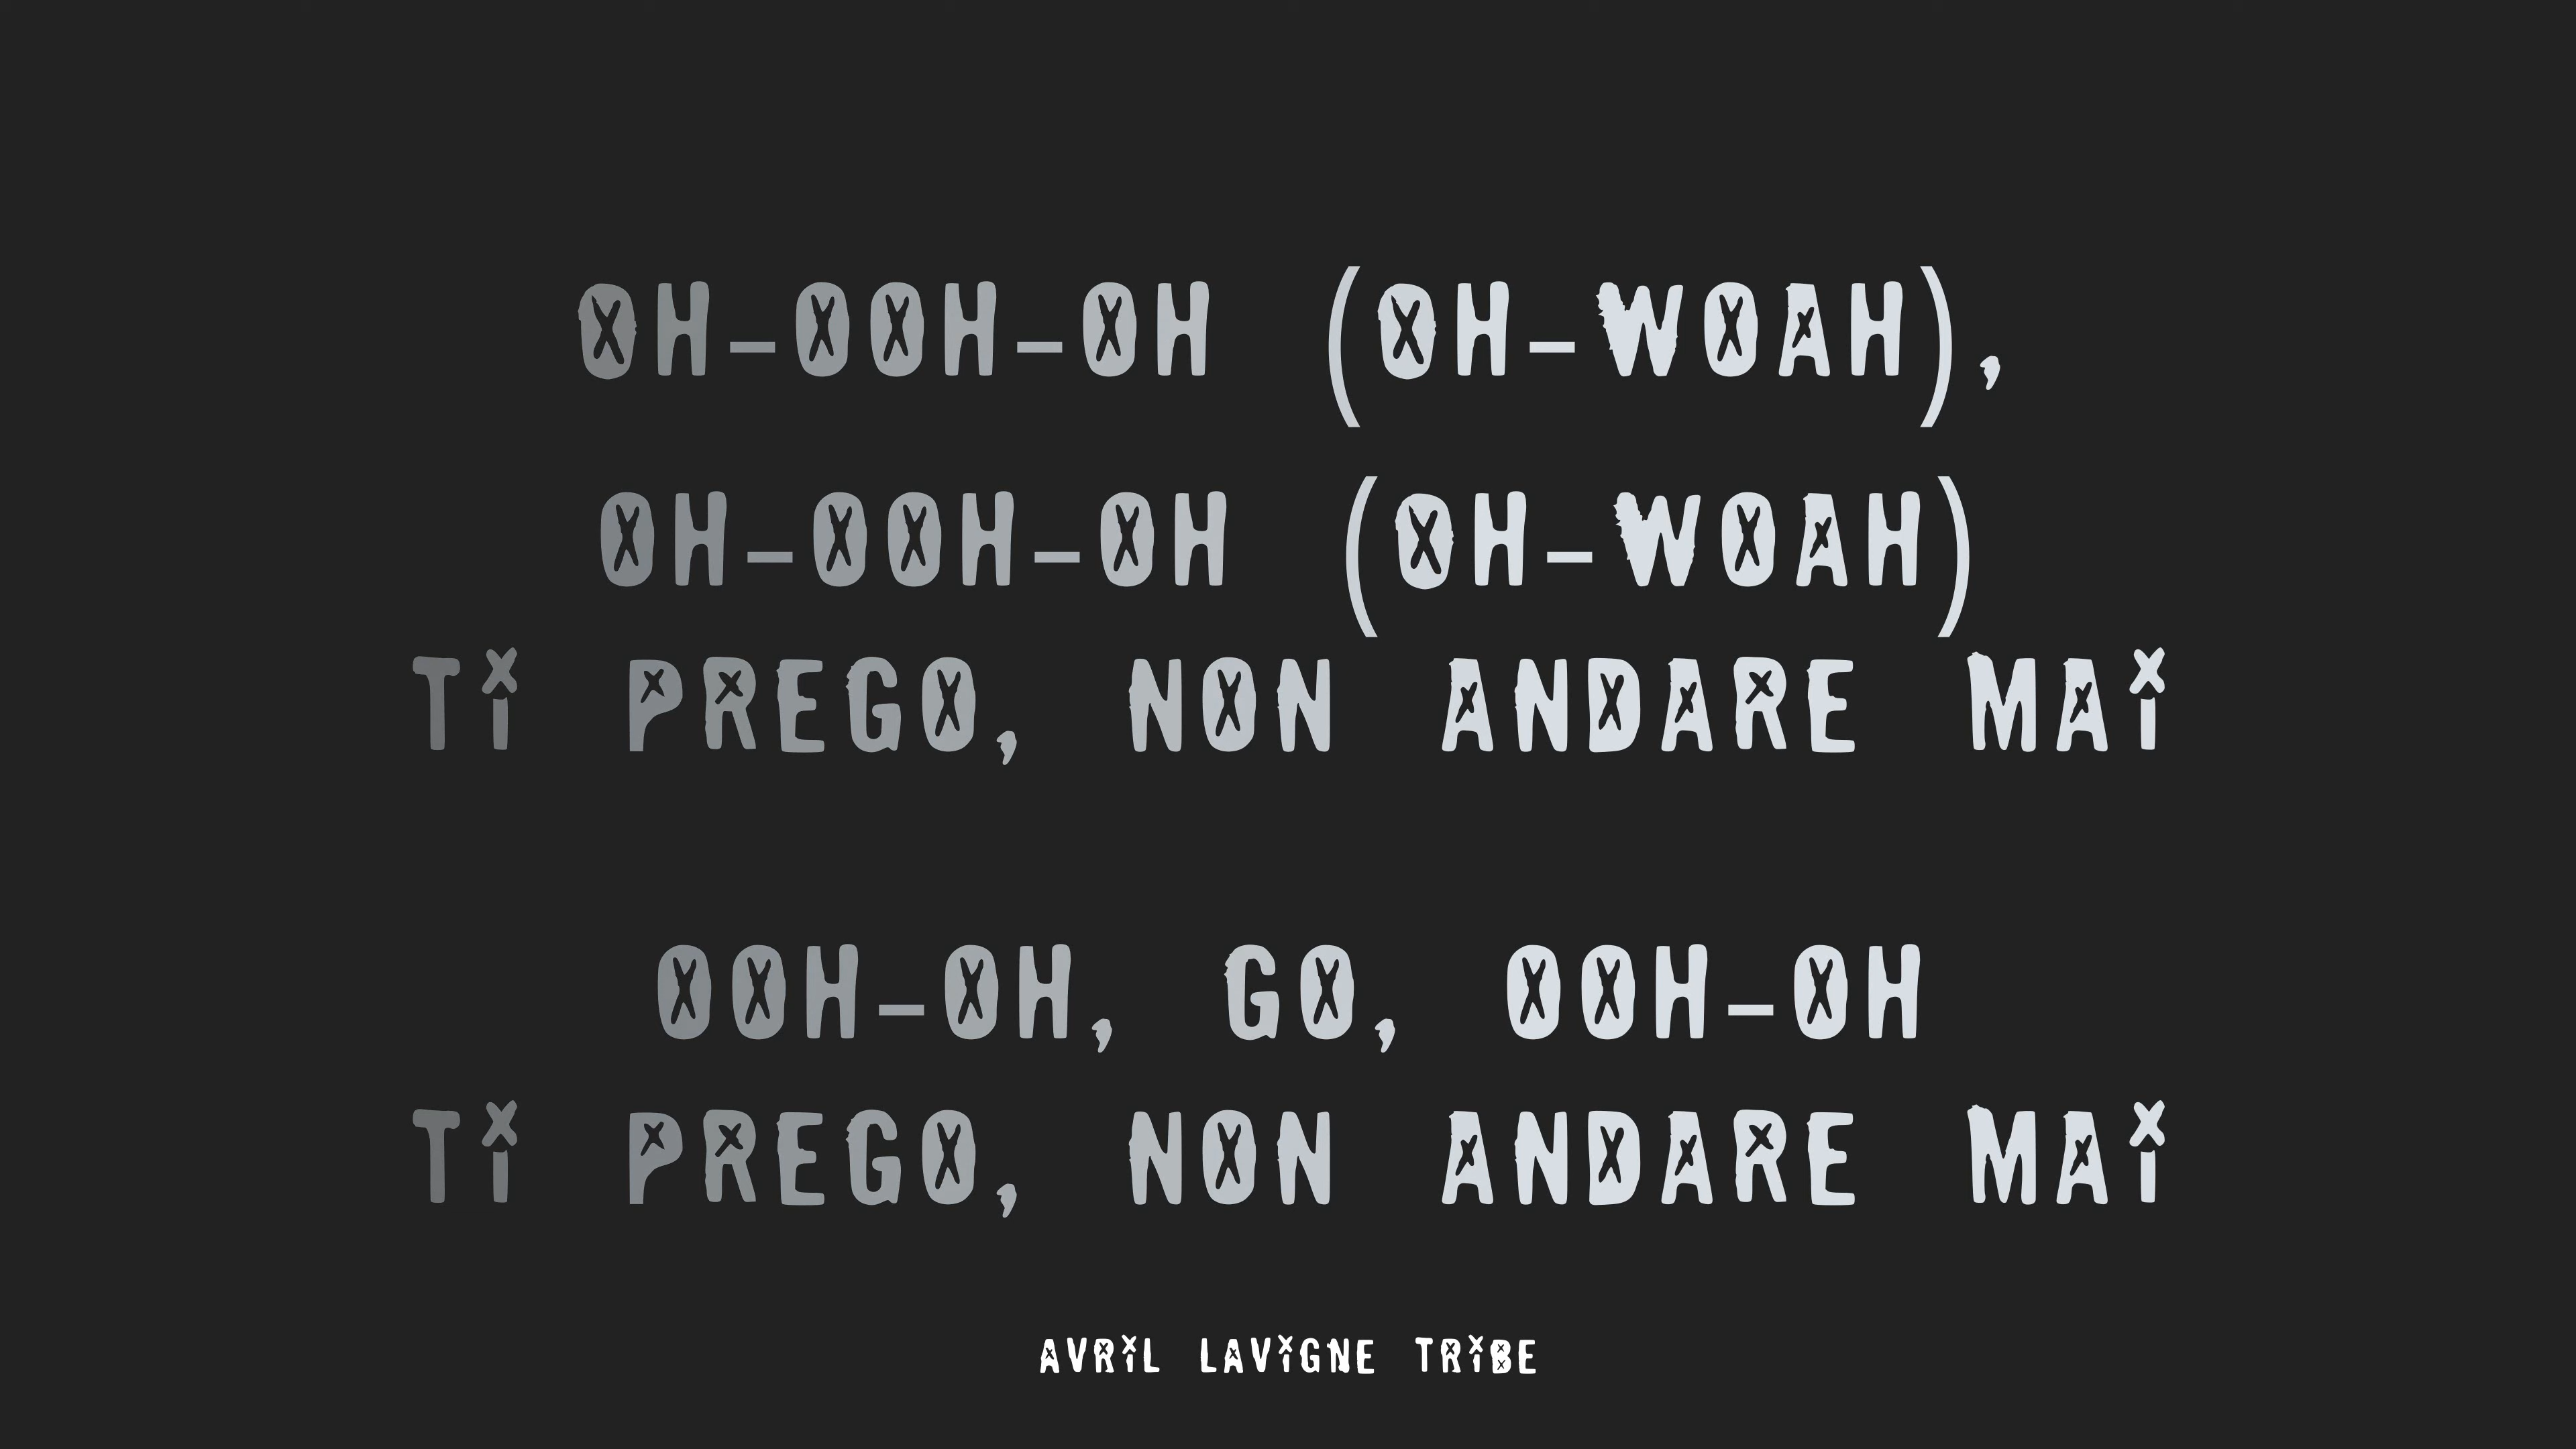 OH-OOH-OH (OH-WOAH),
OH-OOH-OH (OH-WOAH)
Ti PREGO, NON ANDARE MAi
OOH-OH, GO, OOH-OH
Ti PREGO, NON ANDARE MAi
AVRiL LAViGNE TRiBE